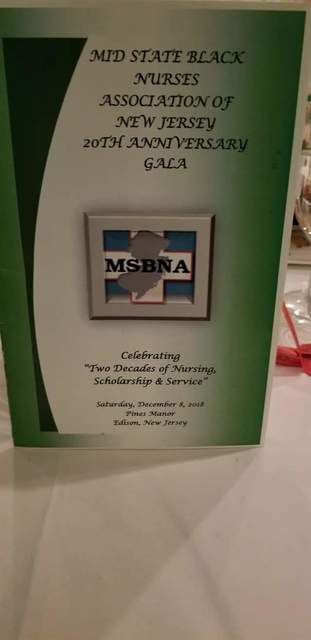 MID STATE BLACK
NURSES
ASSOCIATION OF
NEW JERSEY
20TH ANNIVERSARY
GALA
MSBNA
Celebrating
"Two Decades of Nursing,
Scholarship & Service"
Saturday, December 8, 2018
Pines Manor
Edison, New Jersey